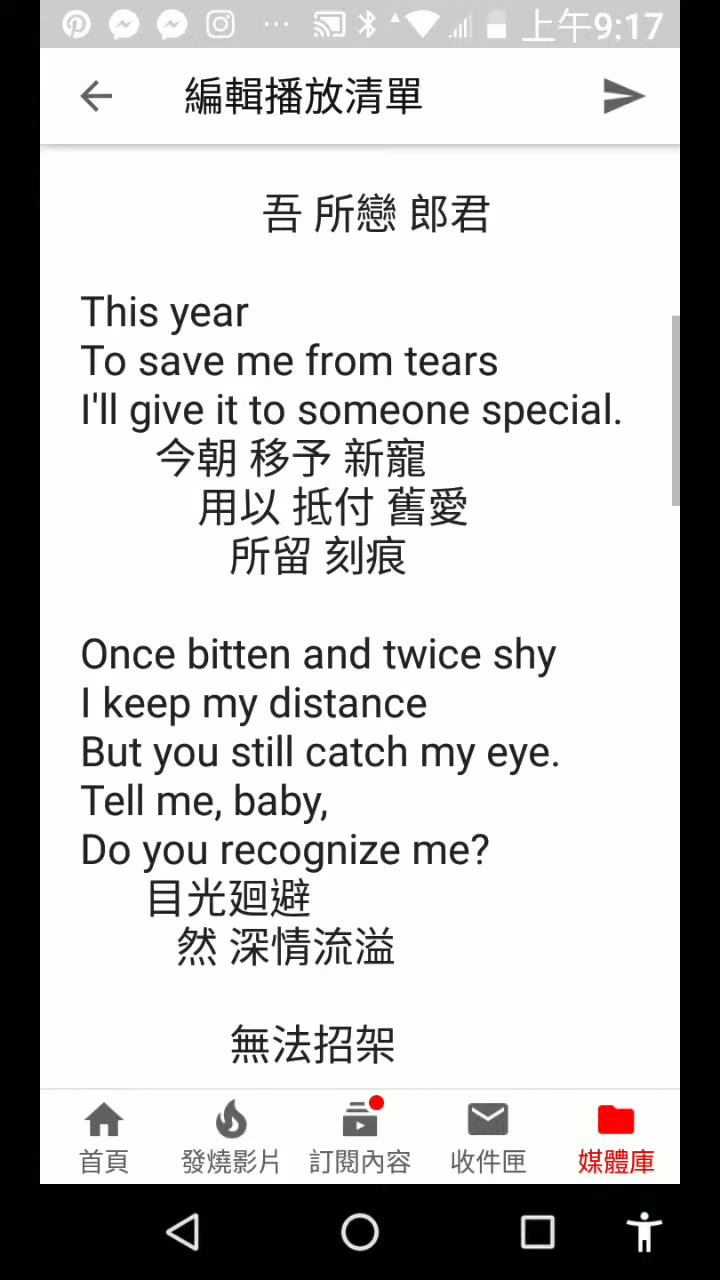 上午9:17
編輯播放清單
吾 所戀 郎君
This year
To save me from tears
I'll give it to someone special.
今朝 移予 新寵
用以 抵付 舊愛
所留 刻痕
Once bitten and twice shy
I keep my distance
But you still catch my eye.
Tell me, baby,
Do you recognize me?
目光廻避
然 深情流溢
無法招架
首頁 發燒影片 訂閱內容 收件匣 媒體庫